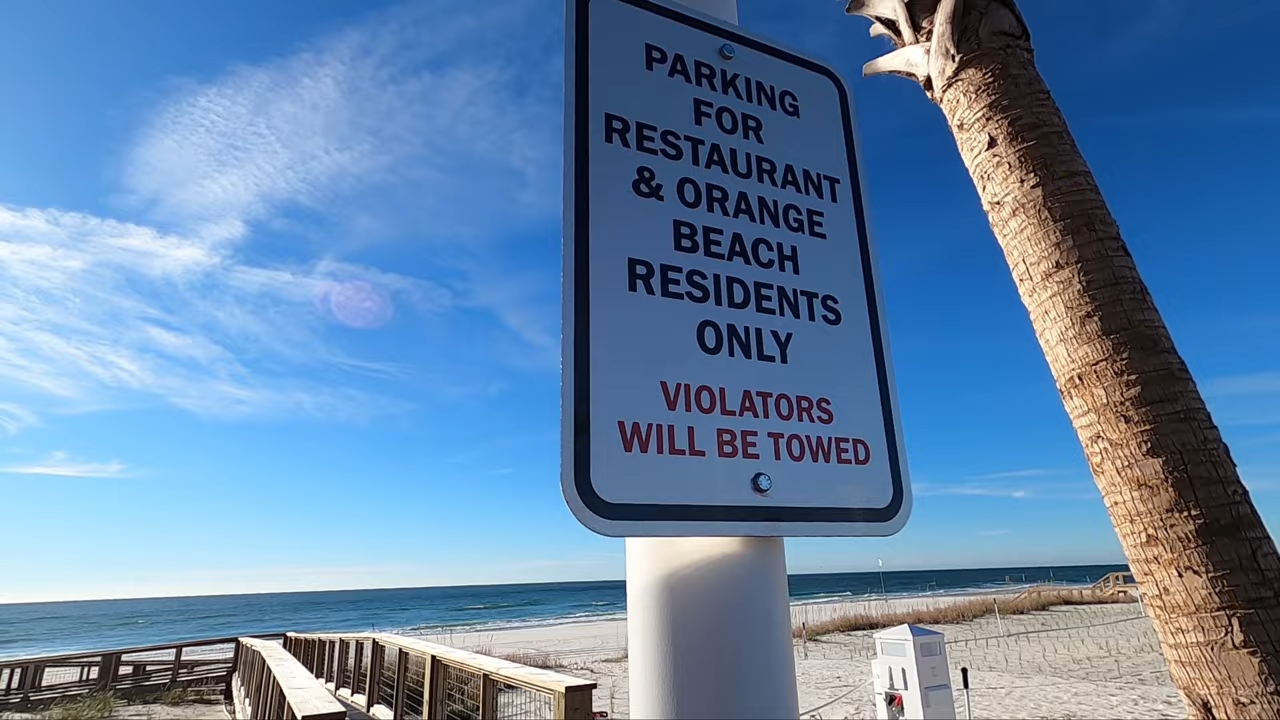 PARKING
FOR
RESTAURANT
& ORANGE
BEACH
RESIDENTS
ONLY
VIOLATORS
WILL BE TOWED